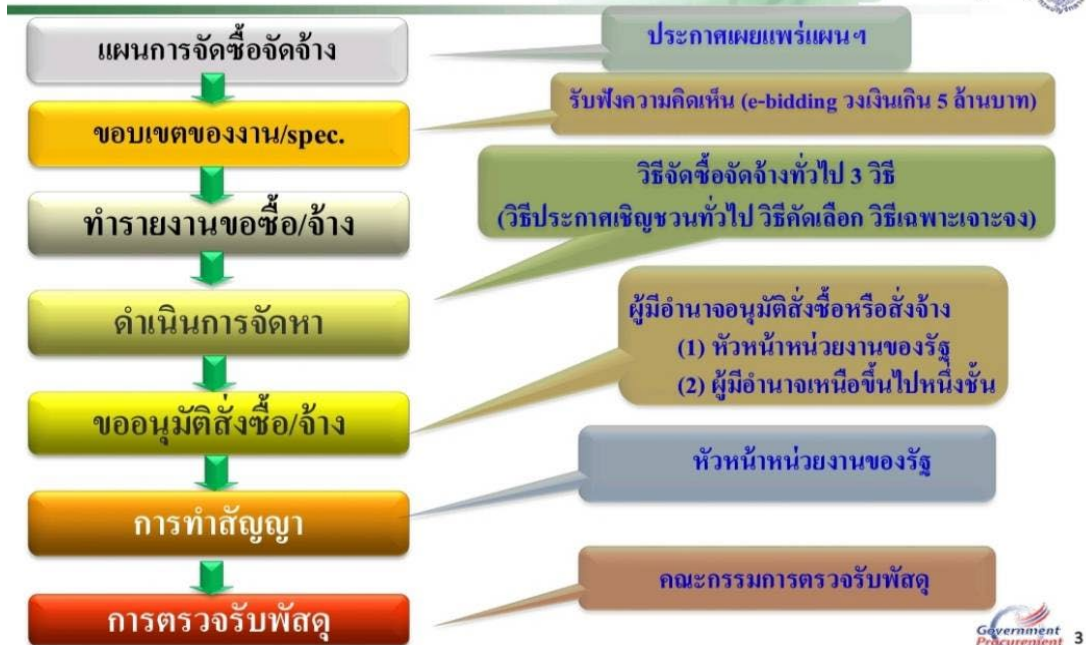 แผนการจัดซื้อจัดจ้าง
ประกาศเผยแพร่แผนฯ
ขอบเขตของงาน/spec.
รับฟังความคิดเห็น (e-bidding วงเงินเกิน 5 ล้านบาท)
ทำรายงานขอซื้อ/จ้าง
วิธีจัดซื้อจัดจ้างทั่วไป 3 วิธี
(วิธีประกาศเชิญชวนทั่วไป วิธีคัดเลือก วิธีเฉพาะเจาะจง)
ดำเนินการจัดหา
ผู้มีอำนาจอนุมัติสั่งซื้อหรือสั่งจ้าง
(1) หัวหน้าหน่วยงานของรัฐ
(2) ผู้มีอำนาจเหนือขึ้นไปหนึ่งชั้น
ขออนุมัติสั่งซื้อ/จ้าง
หัวหน้าหน่วยงานของรัฐ
การทำสัญญา
คณะกรรมการตรวจรับพัสดุ
การตรวจรับพัสดุ
Government
Procurement 3